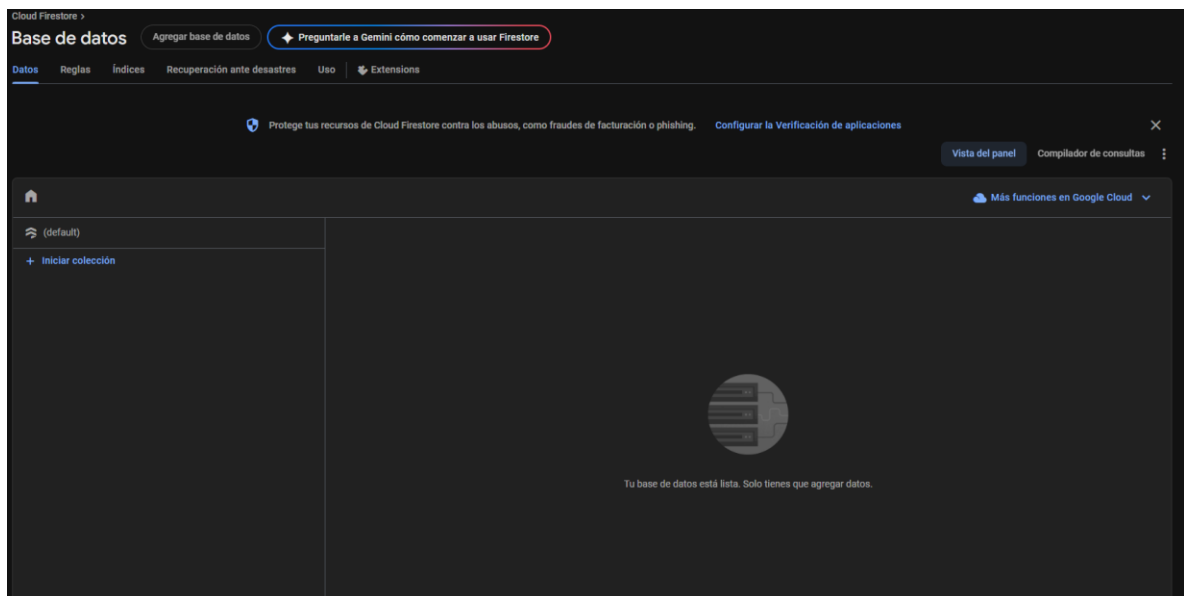 Cloud Firestore >
Base de datos Agregar base de datos Preguntarle a Gemini cómo comenzar a usar Firestore
Datos Reglas Índices Recuperación ante desastres Uso Extensions
Protege tus recursos de Cloud Firestore contra los abusos, como fraudes de facturación o phishing. Configurar la Verificación de aplicaciones
Vista del panel Compilador de consultas
Más funciones en Google Cloud
(default)
+ Iniciar colección
Tu base de datos está lista. Solo tienes que agregar datos.